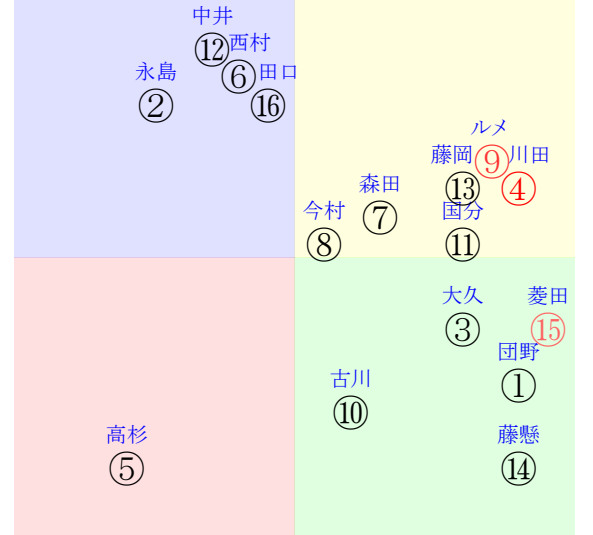 中井
⑫
西村
⑥
永島
②
田口
⑯
ルメ
⑨
藤岡
⑬
川田
④
森田
⑦
今村
⑧
国分
⑪
大久
③
菱田
⑮
団野
①
古川
⑩
高杉
⑤
藤懸
⑭